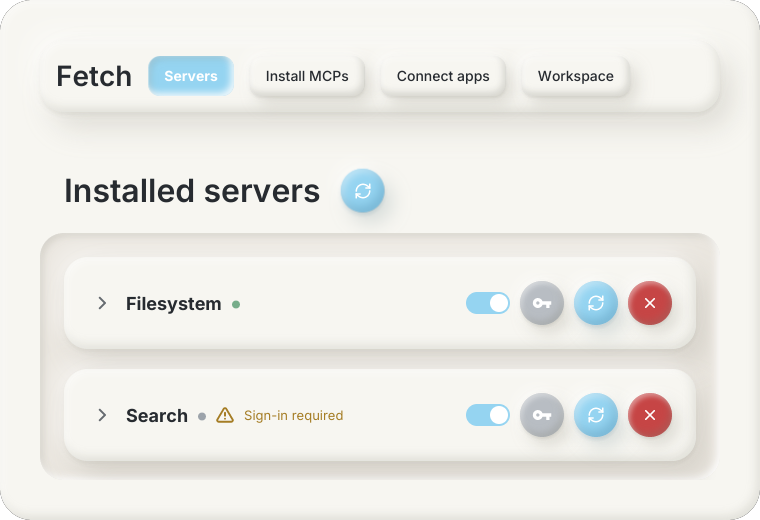 Fetch
Servers
Install MCPs
Connect apps
Workspace
Installed servers
Filesystem
Search
Sign-in required